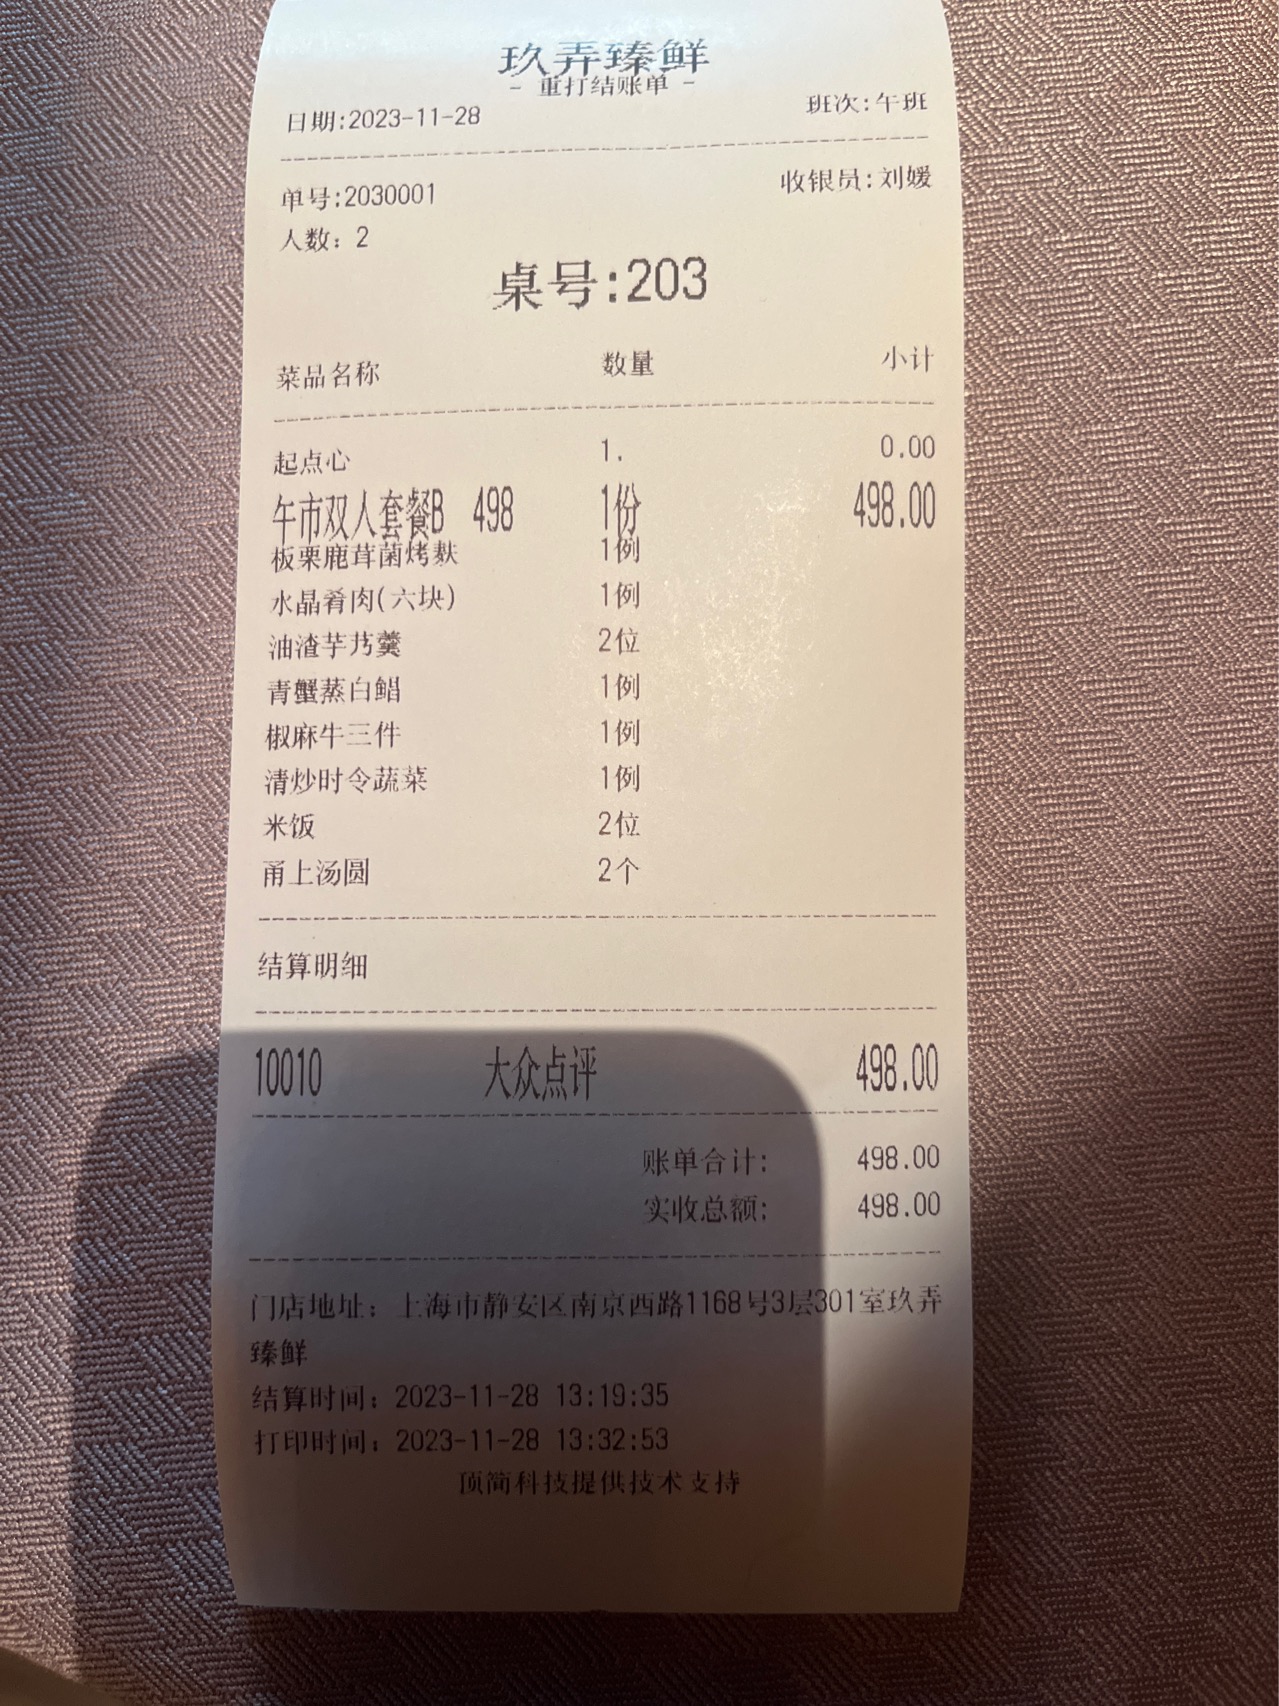 玖弄臻鲜
- 重打结账单 -
日期:2023-11-28 班次:午班
单号:2030001 收银员:刘媛
人数: 2
桌号:203
菜品名称 数量 小计
起点心 1. 0.00
午市双人套餐B 498 1份 498.00
板栗鹿茸菌烤麸 1例
水晶肴肉(六块) 1例
油渣芋艿羹 2位
青蟹蒸白鲳 1例
椒麻牛三件 1例
清炒时令蔬菜 1例
米饭 2位
甬上汤圆 2个
结算明细
10010 大众点评 498.00
账单合计: 498.00
实收总额: 498.00
门店地址: 上海市静安区南京西路1168号3层301室玖弄
臻鲜
结算时间: 2023-11-28 13:19:35
打印时间: 2023-11-28 13:32:53
顶简科技提供技术支持